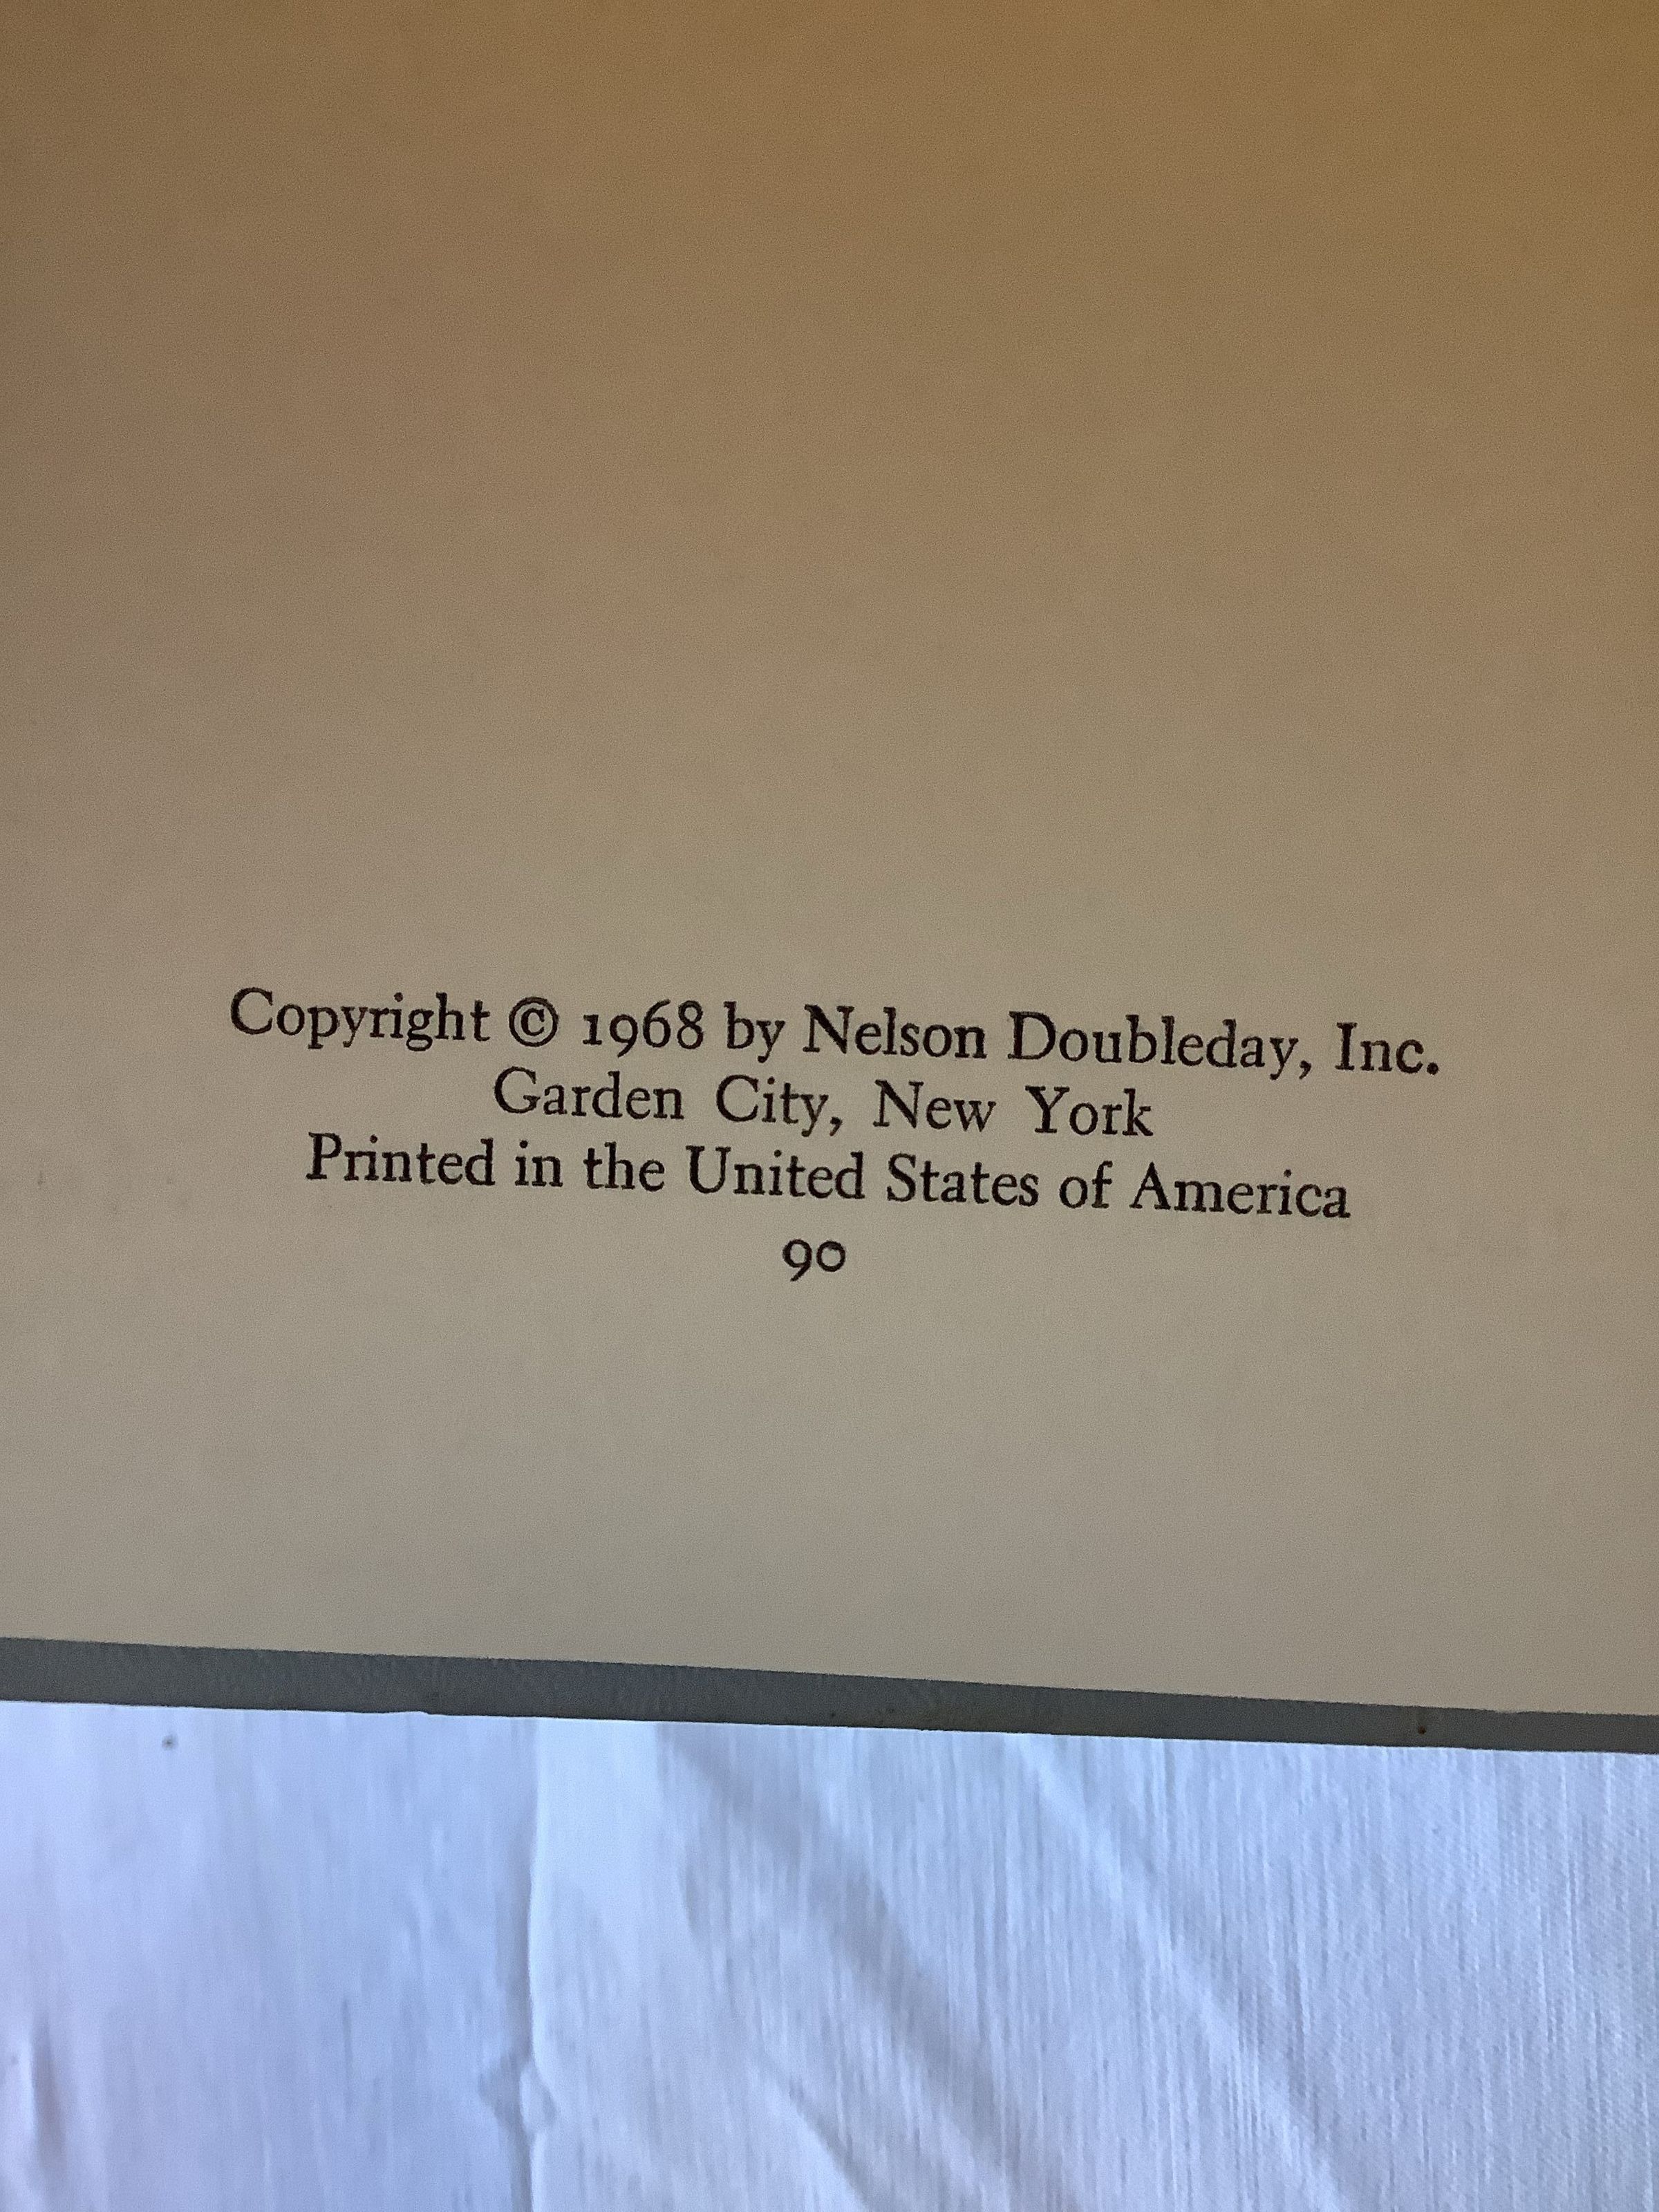 Copyright © 1968 by Nelson Doubleday, Inc.
Garden City, New York
Printed in the United States of America
90